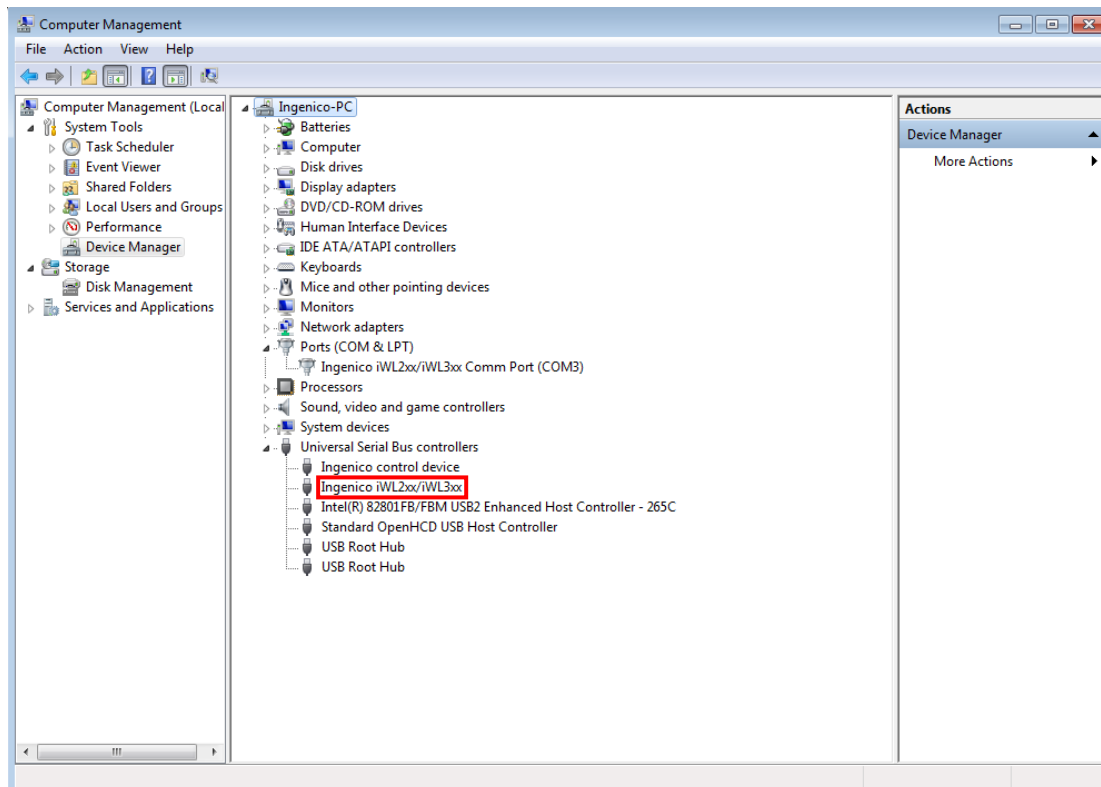 Computer Management
File Action View Help
Computer Management (Local
System Tools
Task Scheduler
Event Viewer
Shared Folders
Local Users and Groups
Performance
Device Manager
Storage
Disk Management
Services and Applications
Ingenico-PC
Batteries
Computer
Disk drives
Display adapters
DVD/CD-ROM drives
Human Interface Devices
IDE ATA/ATAPI controllers
Keyboards
Mice and other pointing devices
Monitors
Network adapters
Ports (COM & LPT)
Ingenico iWL2xx/iWL3xx Comm Port (COM3)
Processors
Sound, video and game controllers
System devices
Universal Serial Bus controllers
Ingenico control device
Ingenico iWL2xx/iWL3xx
Intel(R) 82801FB/FBM USB2 Enhanced Host Controller - 265C
Standard OpenHCD USB Host Controller
USB Root Hub
USB Root Hub
Actions
Device Manager
More Actions